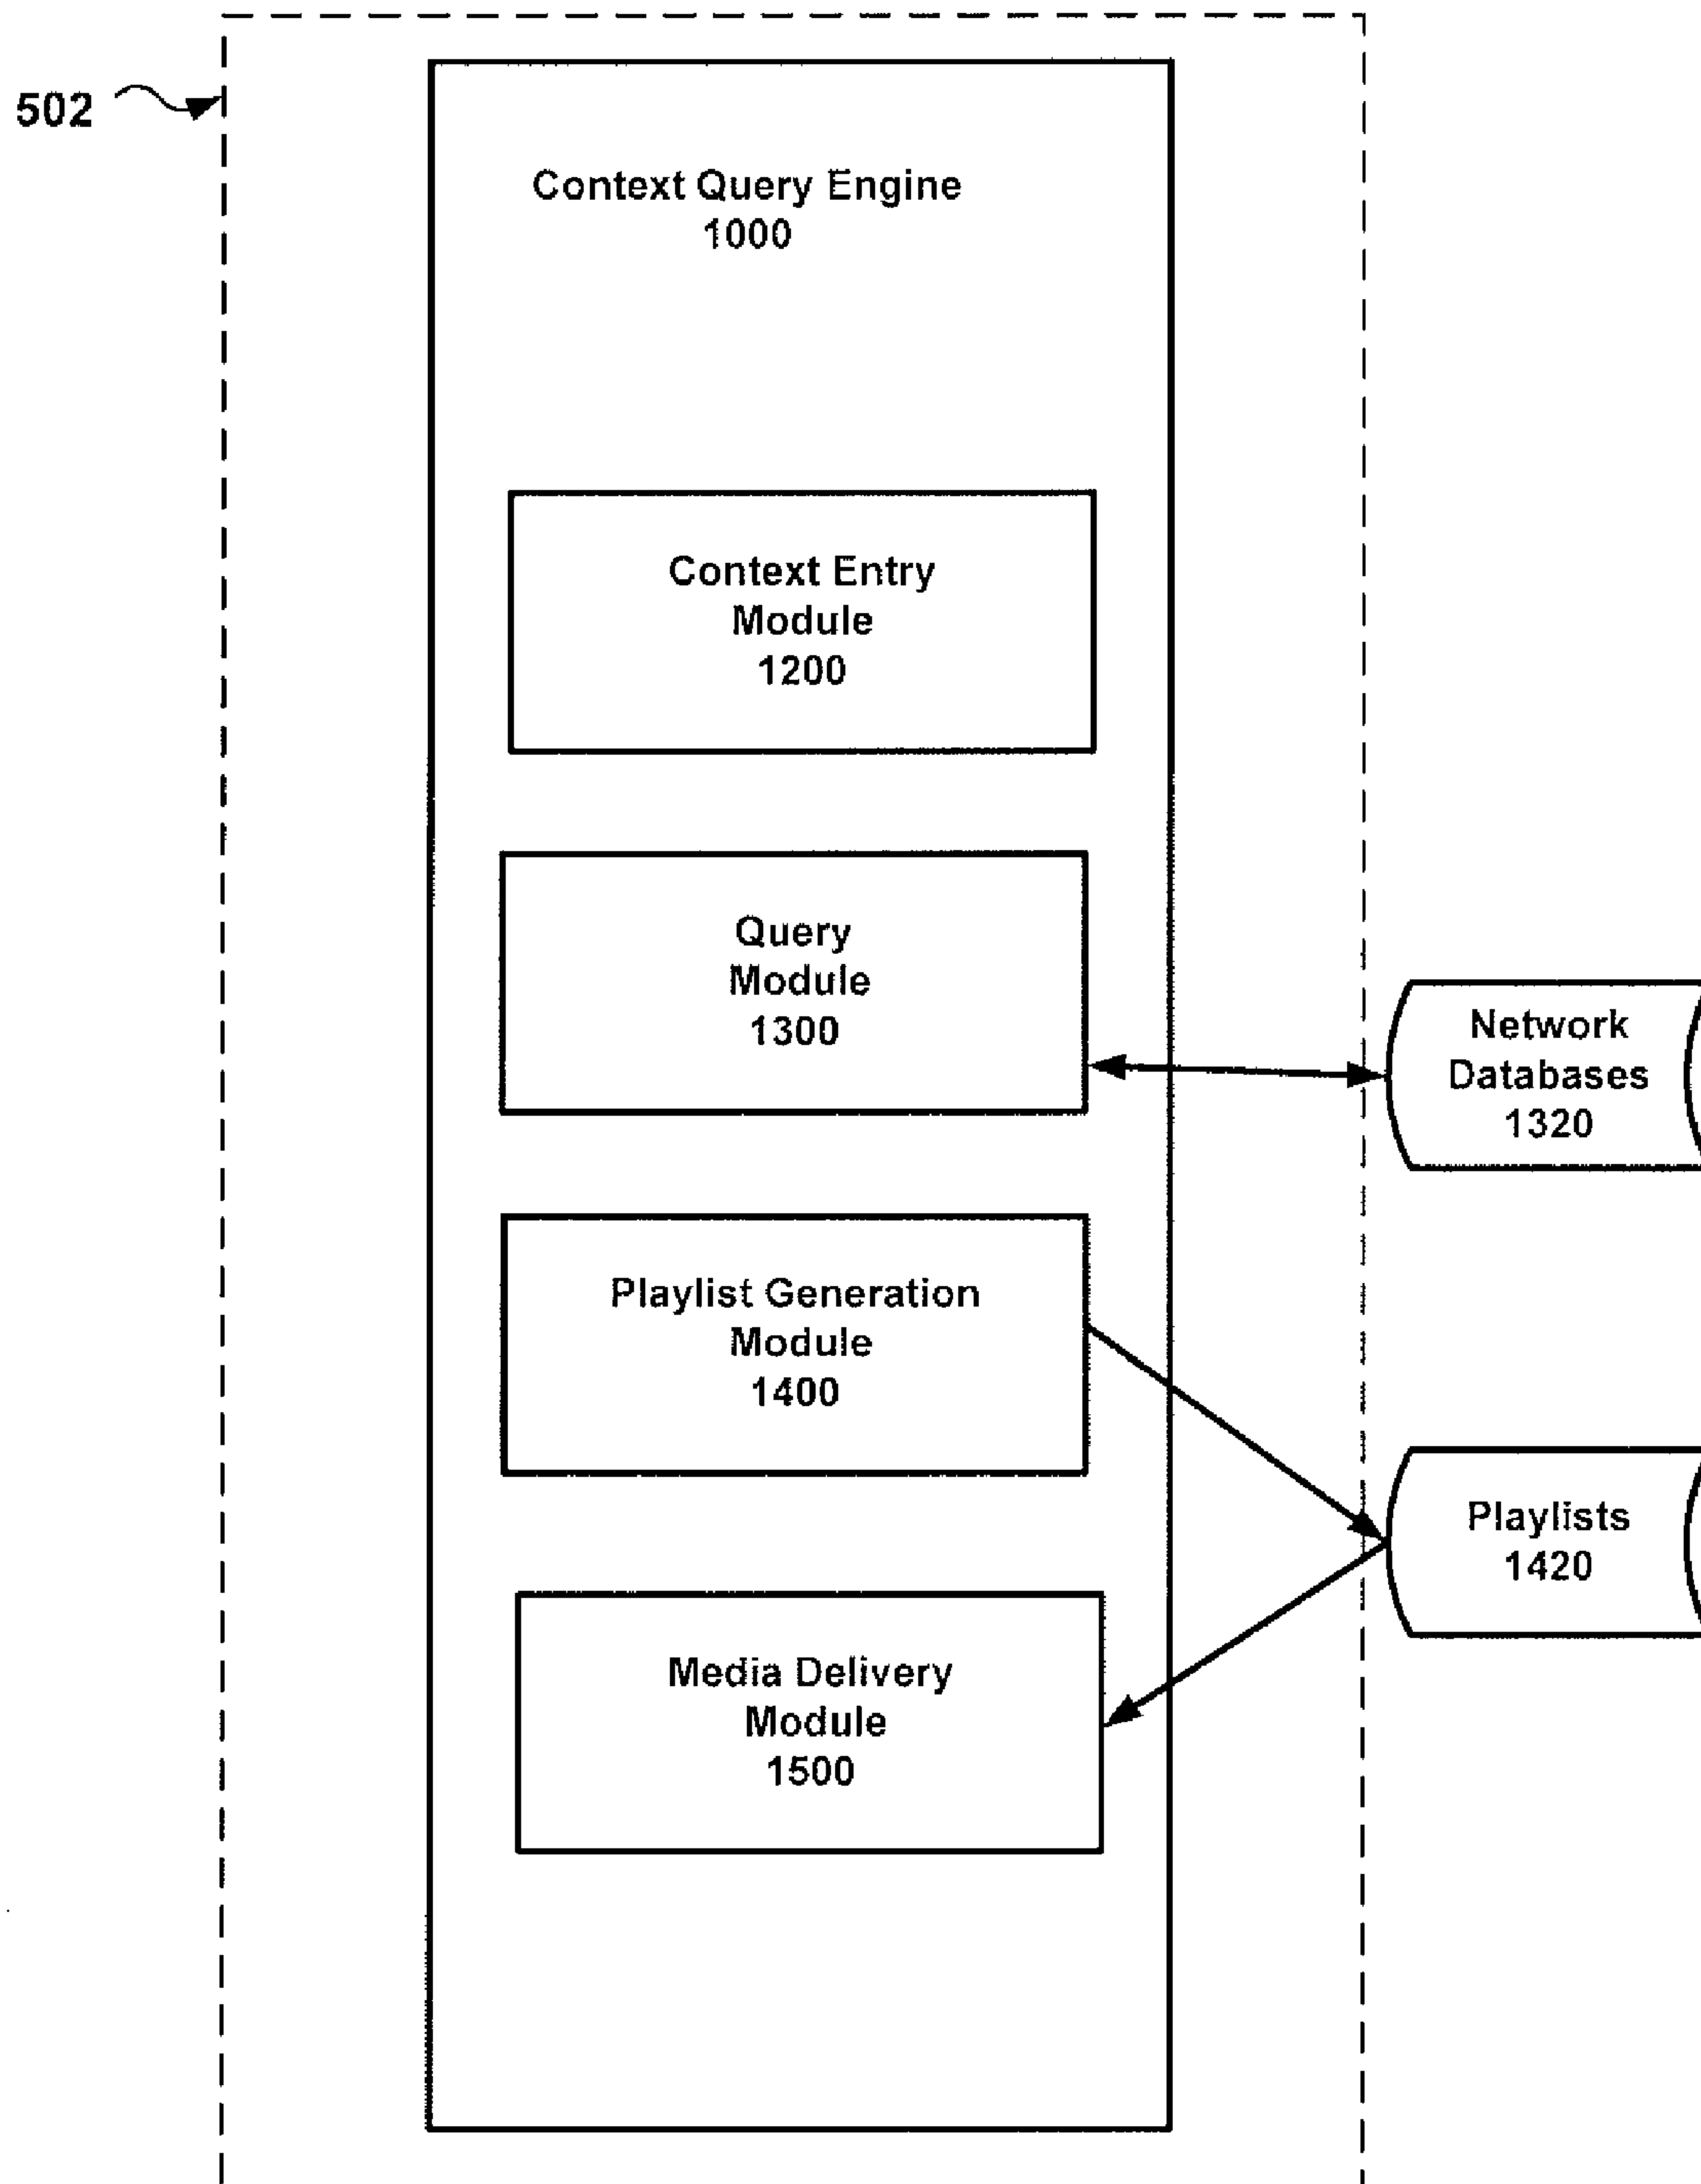 502
Context Query Engine
1000
Context Entry
Module
1200
Query
Module
1300
Network
Databases
1320
Playlist Generation
Module
1400
Playlists
1420
Media Delivery
Module
1500